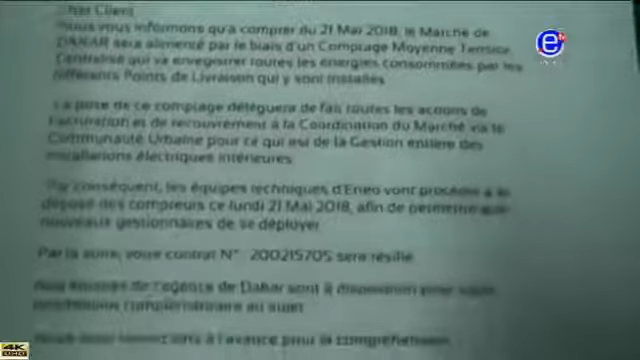 Cher Client
Nous vous informons qu'à compter du 21 Mai 2018, le Marché de
DAKAR sera alimenté par le biais d'un Comptage Moyenne Tension
Centralisé qui va enregistrer toutes les énergies consommées par les
différents Points de Livraison qui y sont installés
La pose de ce comptage déléguera de fait toutes les actions de
Facturation et de recouvrement à la Coordination du Marché via la
Communauté Urbaine pour ce qui est de la Gestion entière des
installations électriques intérieures
Par conséquent, les équipes techniques d'Eneo vont procéder à la
dépose des compteurs ce lundi 21 Mai 2018, afin de permettre aux
nouveaux gestionnaires de se déployer
Par la suite, votre contrat N° 200215705 sera résilié
de l'agence de Dakar sont à disposition pour
complémentaire au sujet
à l'avance pour la compréhension
e
4K